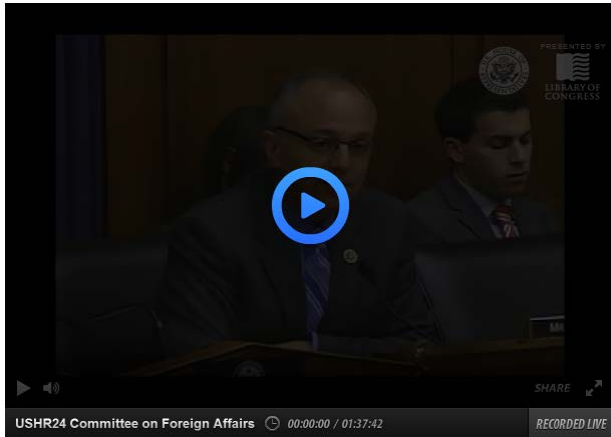 PRESENTED BY
LIBRARY OF
CONGRESS
SHARE
USHR24 Committee on Foreign Affairs
00:00:00 / 01:37:42
RECORDED LIVE